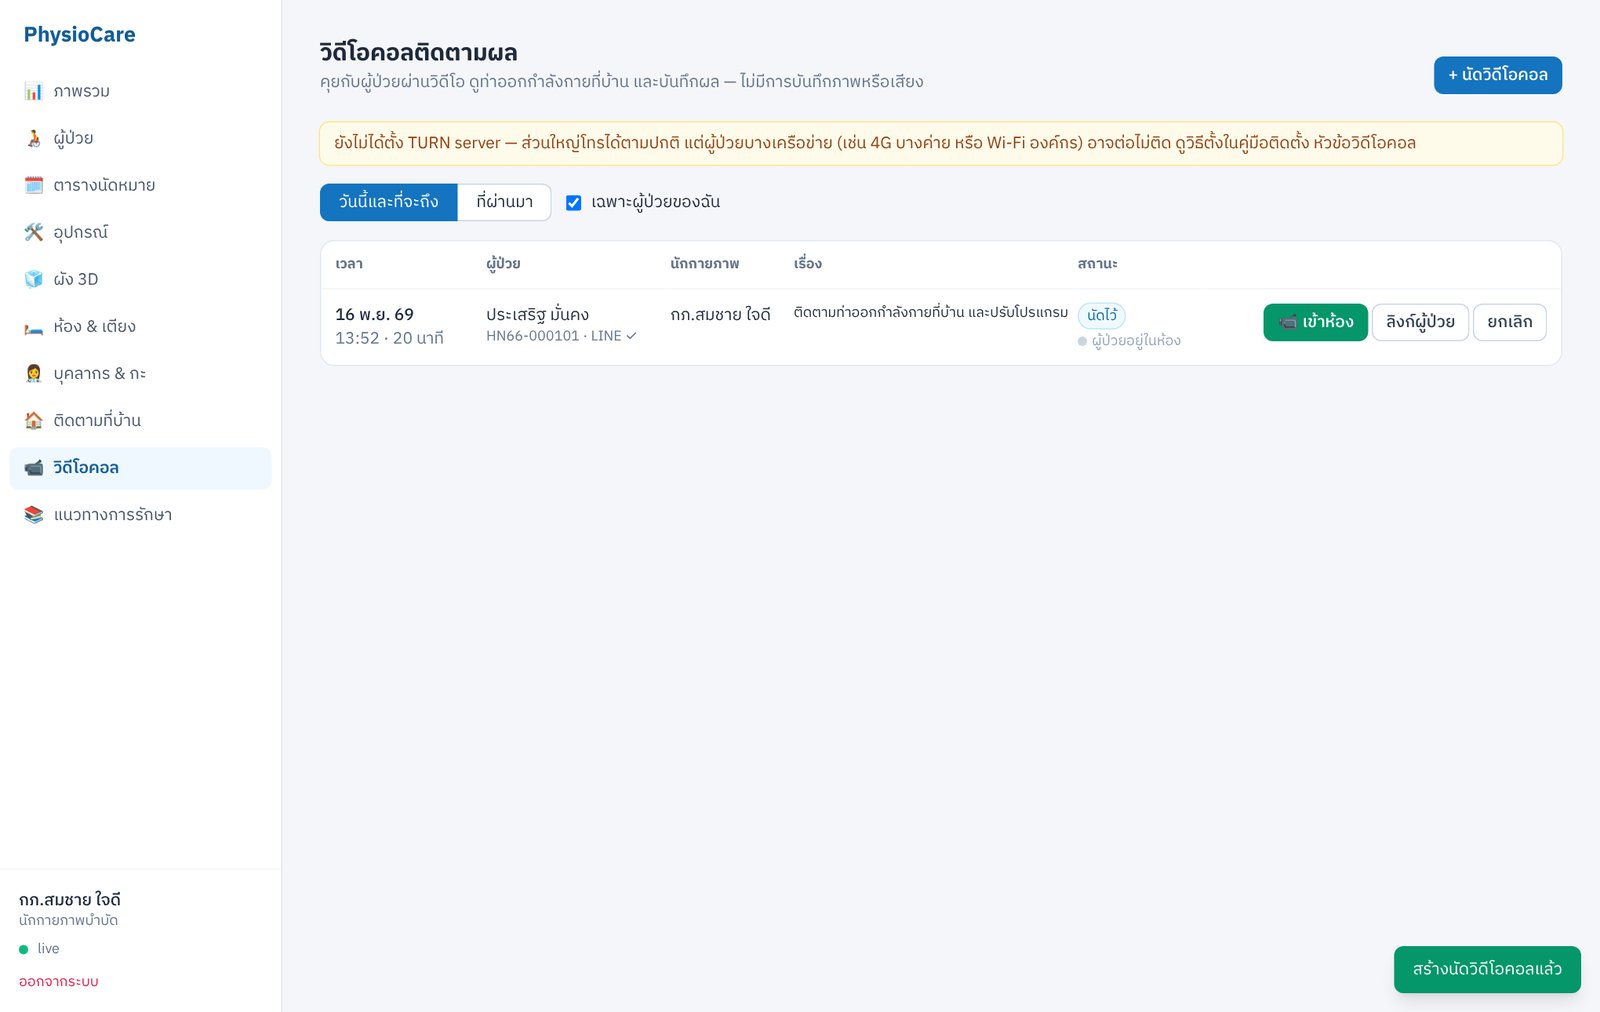 PhysioCare
ภาพรวม
ผู้ป่วย
ตารางนัดหมาย
อุปกรณ์
ผัง 3D
ห้อง & เตียง
บุคลากร & กะ
ติดตามที่บ้าน
วิดีโอคอล
แนวทางการรักษา
กภ.สมชาย ใจดี
นักกายภาพบำบัด
live
ออกจากระบบ
วิดีโอคอลติดตามผล
คุยกับผู้ป่วยผ่านวิดีโอ ดูท่าออกกำลังกายที่บ้าน และบันทึกผล — ไม่มีการบันทึกภาพหรือเสียง
+ นัดวิดีโอคอล
ยังไม่ได้ตั้ง TURN server — ส่วนใหญ่โทรได้ตามปกติ แต่ผู้ป่วยบางเครือข่าย (เช่น 4G บางค่าย หรือ Wi-Fi องค์กร) อาจต่อไม่ติด ดูวิธีตั้งในคู่มือติดตั้ง หัวข้อวิดีโอคอล
วันนี้และที่จะถึง ที่ผ่านมา เฉพาะผู้ป่วยของฉัน
เวลา ผู้ป่วย นักกายภาพ เรื่อง สถานะ
16 พ.ย. 69 ประเสริฐ มั่นคง กภ.สมชาย ใจดี ติดตามท่าออกกำลังกายที่บ้าน และปรับโปรแกรม นัดไว้ เข้าห้อง ลิงก์ผู้ป่วย ยกเลิก
13:52 · 20 นาที HN66-000101 · LINE ✓ ผู้ป่วยอยู่ในห้อง
สร้างนัดวิดีโอคอลแล้ว